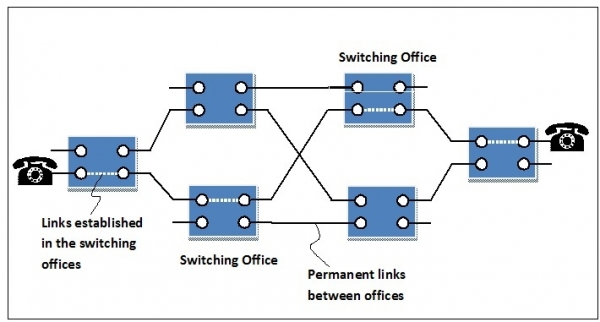 Switching Office
Links established
in the switching
offices
Switching Office
Permanent links
between offices